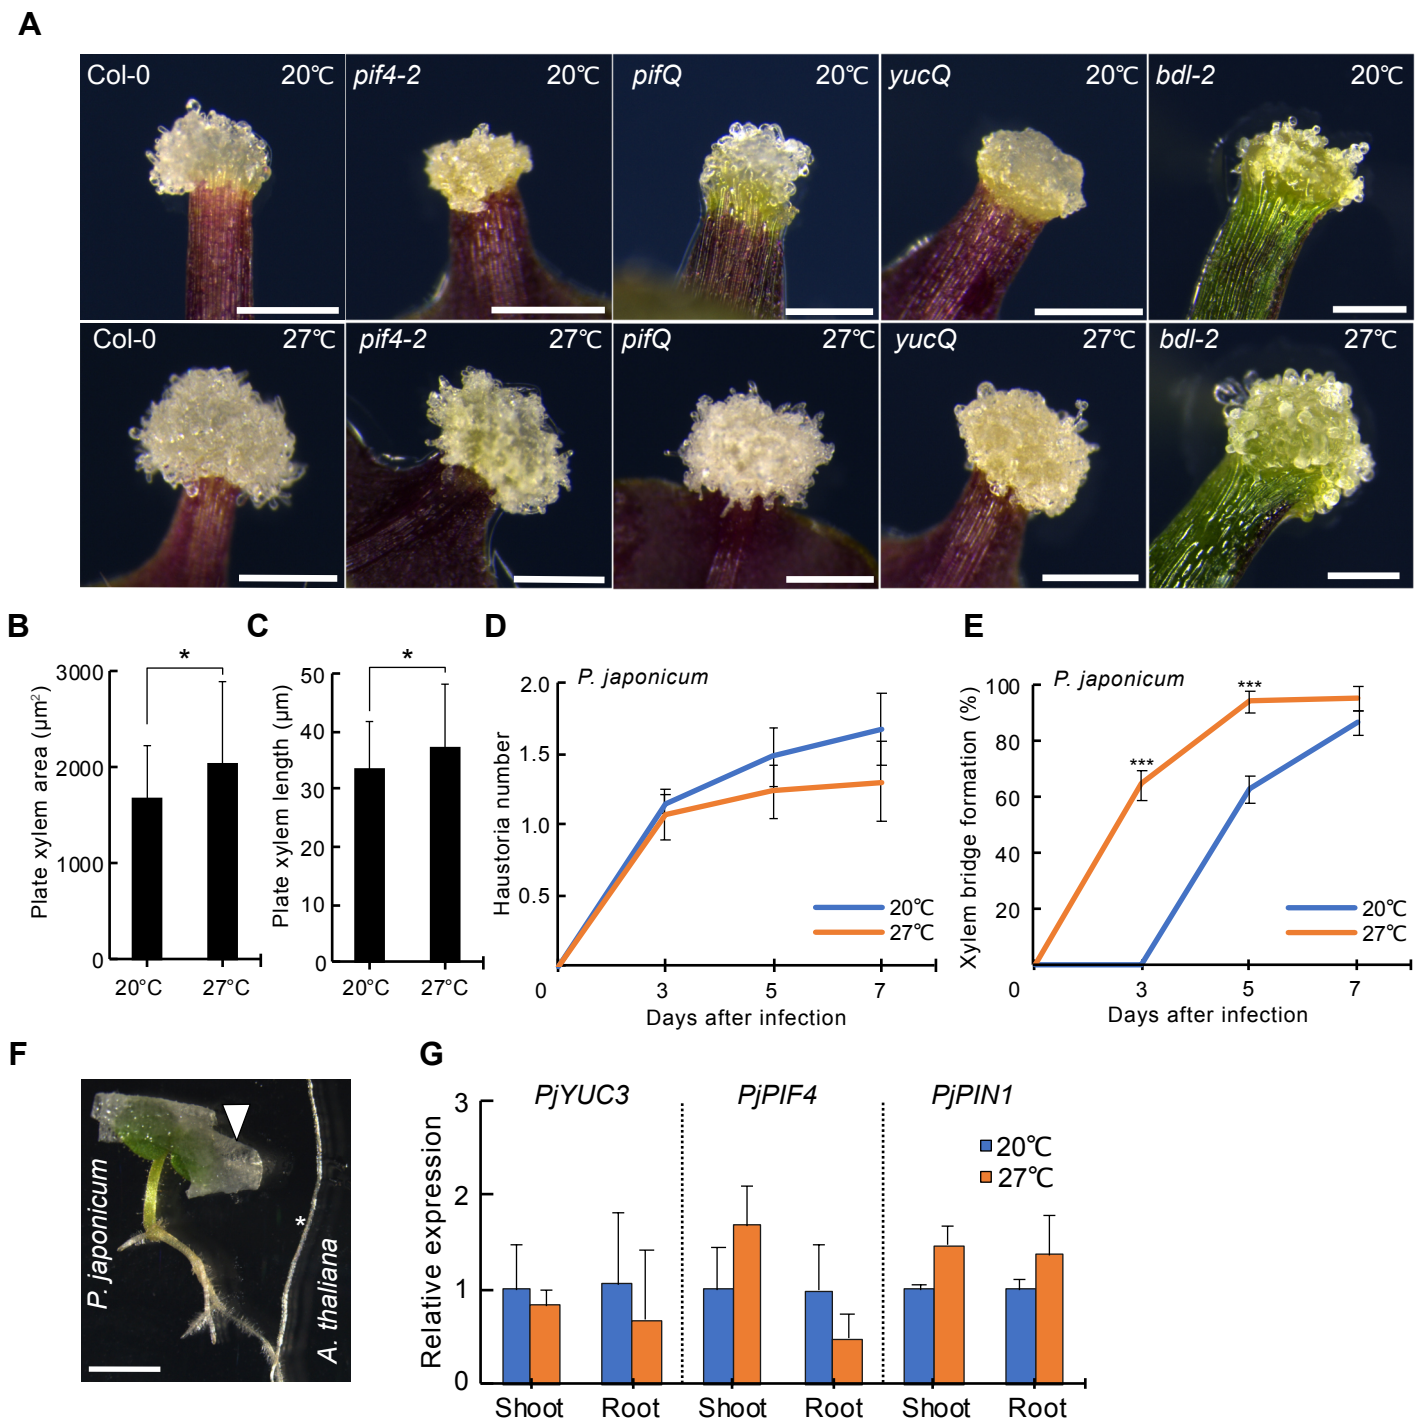 A
Col-0 20℃ pif4-2 20℃ pifQ 20℃ yucQ 20℃ bdl-2 20℃
Col-0 27℃ pif4-2 27℃ pifQ 27℃ yucQ 27℃ bdl-2 27℃
B
3000
2000
1000
0
Plate xylem area (µm²)
*
20°C 27°C
C
50
40
30
20
10
0
Plate xylem length (µm)
*
20°C 27°C
D
P. japonicum
2.0
1.5
1.0
0.5
Haustoria number
20℃
27℃
0 3 5 7
Days after infection
E
P. japonicum
100
80
60
40
20
Xylem bridge formation (%)
***
***
20℃
27℃
0 3 5 7
Days after infection
F
P. japonicum
*
A. thaliana
G
PjYUC3 PjPIF4 PjPIN1
3
2
1
0
Relative expression
20℃
27℃
Shoot Root Shoot Root Shoot Root